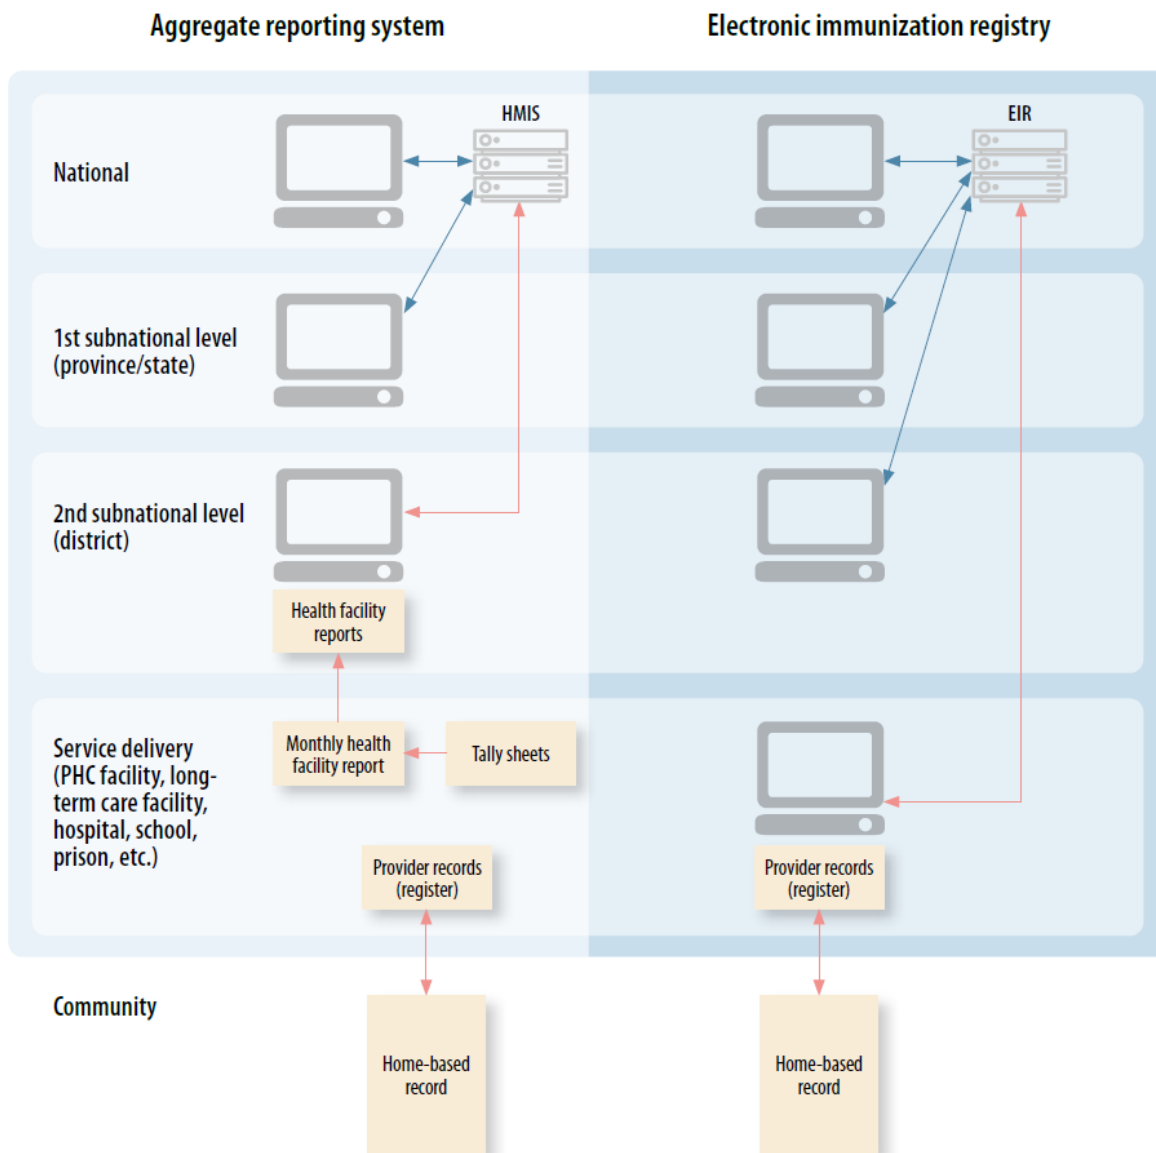 Aggregate reporting system
Electronic immunization registry
HMIS
EIR
National
1st subnational level
(province/state)
2nd subnational level
(district)
Health facility
reports
Service delivery
(PHC facility, long-
term care facility,
hospital, school,
prison, etc.)
Monthly health
facility report
Tally sheets
Provider records
(register)
Provider records
(register)
Community
Home-based
record
Home-based
record